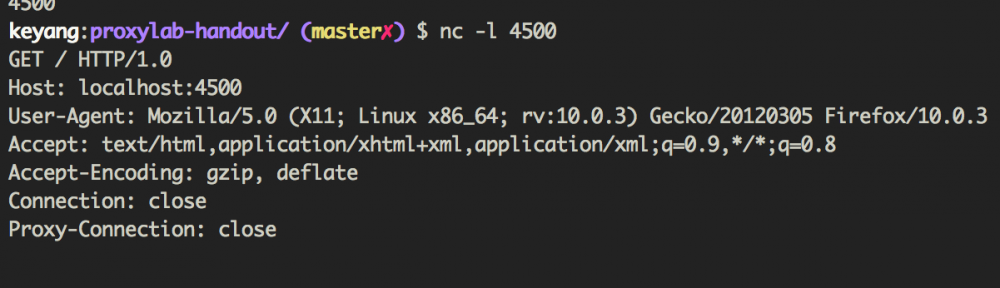 4500
keyang:proxylab-handout/ (master✗) $ nc -l 4500
GET / HTTP/1.0
Host: localhost:4500
User-Agent: Mozilla/5.0 (X11; Linux x86_64; rv:10.0.3) Gecko/20120305 Firefox/10.0.3
Accept: text/html,application/xhtml+xml,application/xml;q=0.9,*/*;q=0.8
Accept-Encoding: gzip, deflate
Connection: close
Proxy-Connection: close